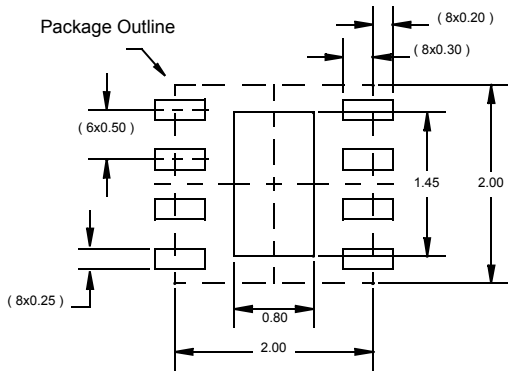 ( 8x0.20 )
Package Outline
( 8x0.30 )
( 6x0.50 )
1.45
2.00
( 8x0.25 )
0.80
2.00